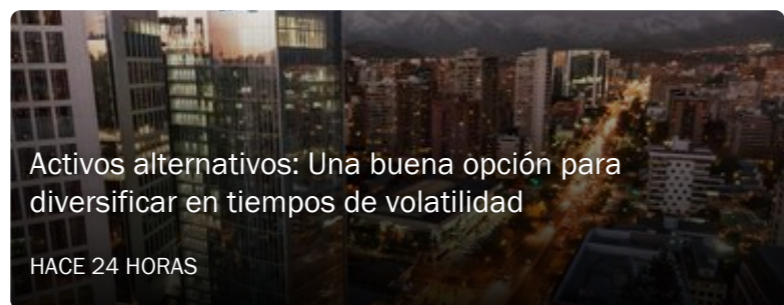 Activos alternativos: Una buena opción para
diversificar en tiempos de volatilidad
HACE 24 HORAS